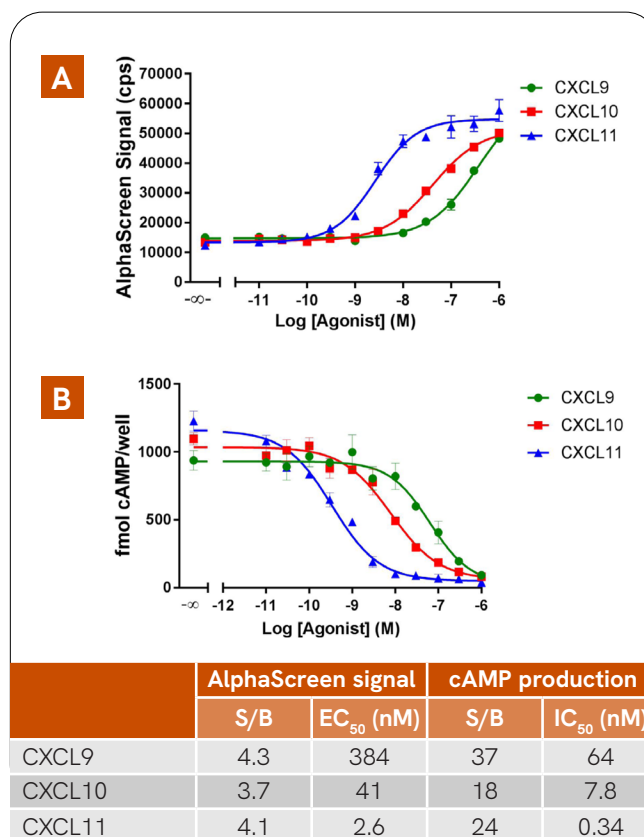 A
AlphaScreen Signal (cps)
70000
60000
50000
40000
30000
20000
10000
0
-∞- -11 -10 -9 -8 -7 -6
Log [Agonist] (M)
CXCL9
CXCL10
CXCL11
B
fmol cAMP/well
1500
1000
500
0
-∞ -12 -11 -10 -9 -8 -7 -6
Log [Agonist] (M)
CXCL9
CXCL10
CXCL11
AlphaScreen signal cAMP production
S/B EC₅₀ (nM) S/B IC₅₀ (nM)
CXCL9 4.3 384 37 64
CXCL10 3.7 41 18 7.8
CXCL11 4.1 2.6 24 0.34